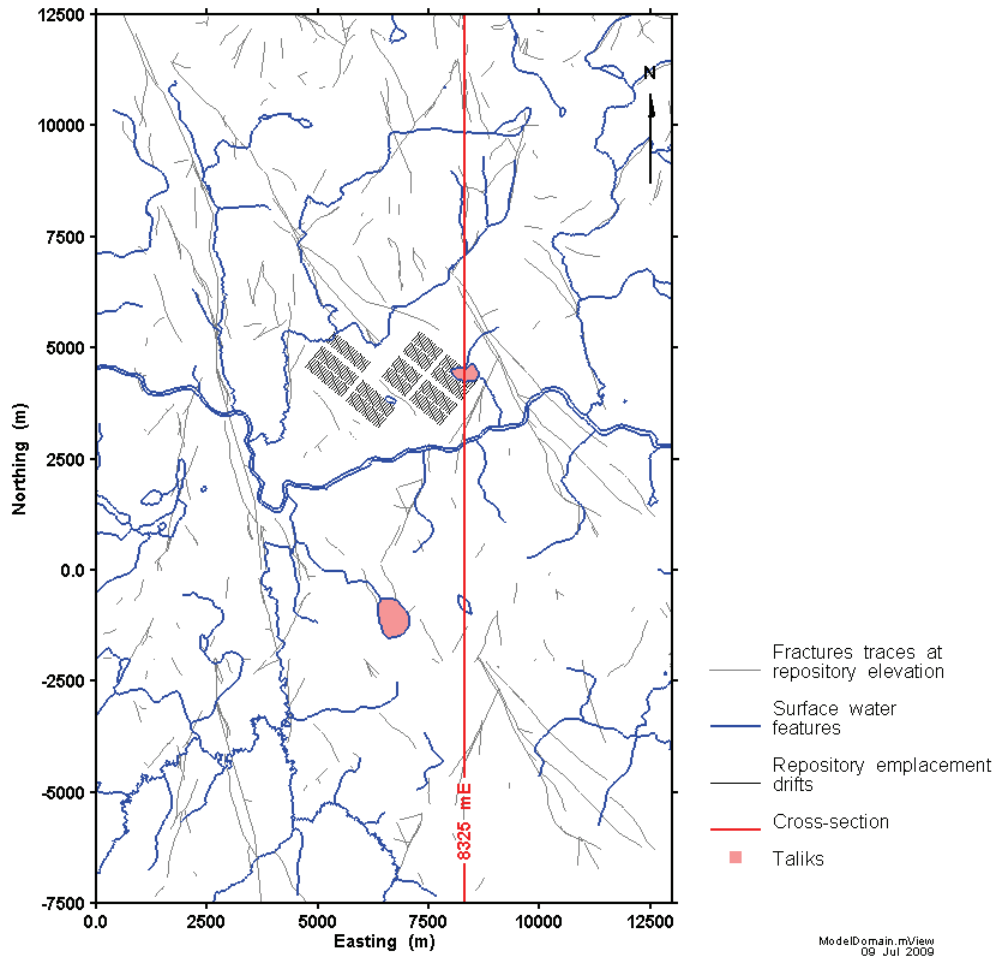 12500
10000
7500
5000
2500
0.0
-2500
-5000
-7500
Northing (m)
N
8325 mE
0.0
2500
5000
7500
10000
12500
Easting (m)
Fractures traces at
repository elevation
Surface water
features
Repository emplacement
drifts
Cross-section
Taliks
ModelDomain.mView
09 Jul 2009